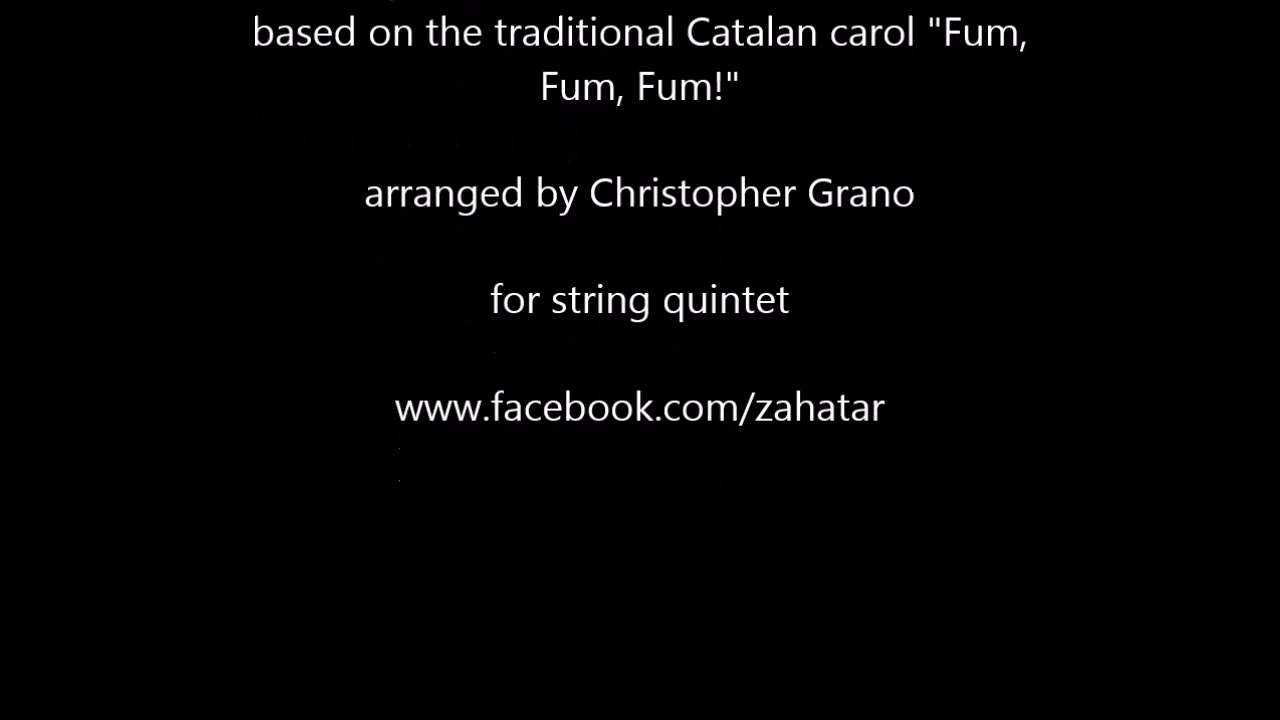 based on the traditional Catalan carol "Fum,
Fum, Fum!"
arranged by Christopher Grano
for string quintet
www.facebook.com/zahatar